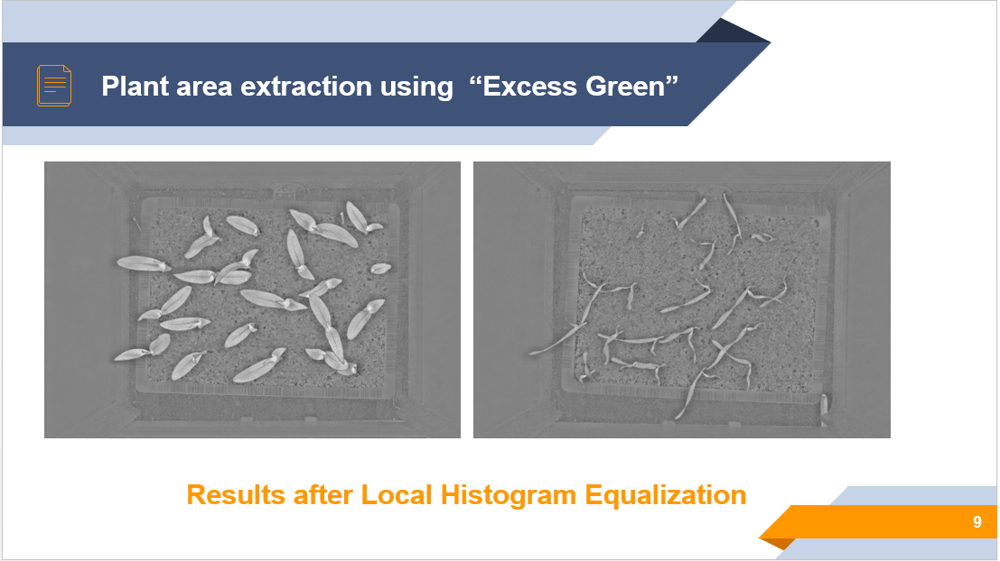 Plant area extraction using  “Excess Green”
Results after Local Histogram Equalization
9